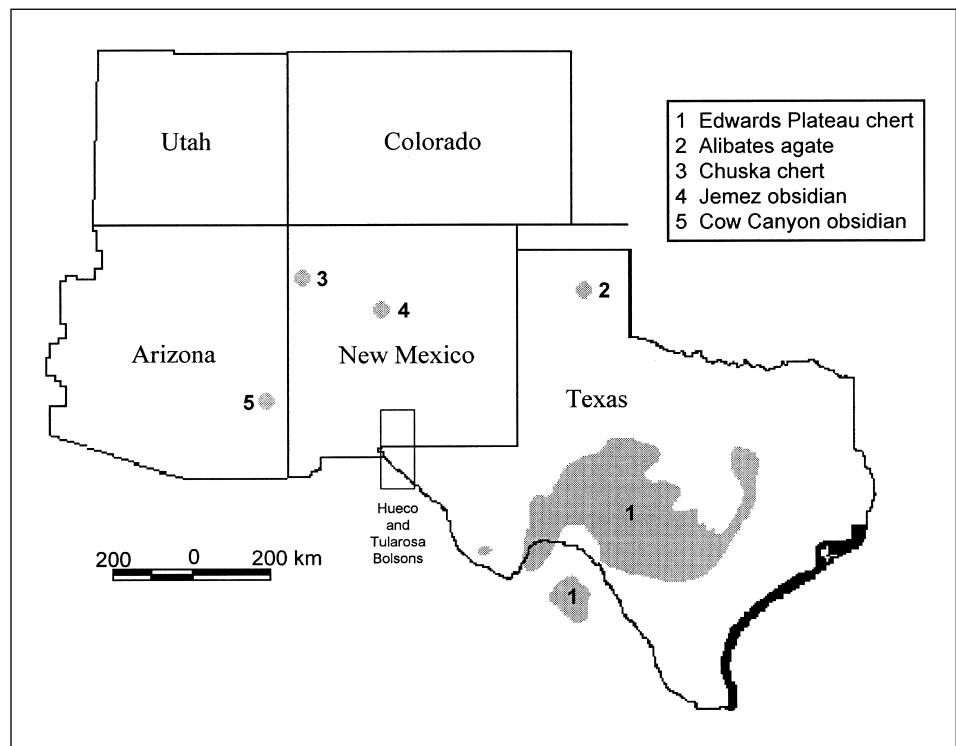 Utah
Colorado
1 Edwards Plateau chert
2 Alibates agate
3 Chuska chert
4 Jemez obsidian
5 Cow Canyon obsidian
3
2
4
Arizona
New Mexico
5
Texas
1
Hueco
and
Tularosa
Bolsons
200 0 200 km
1